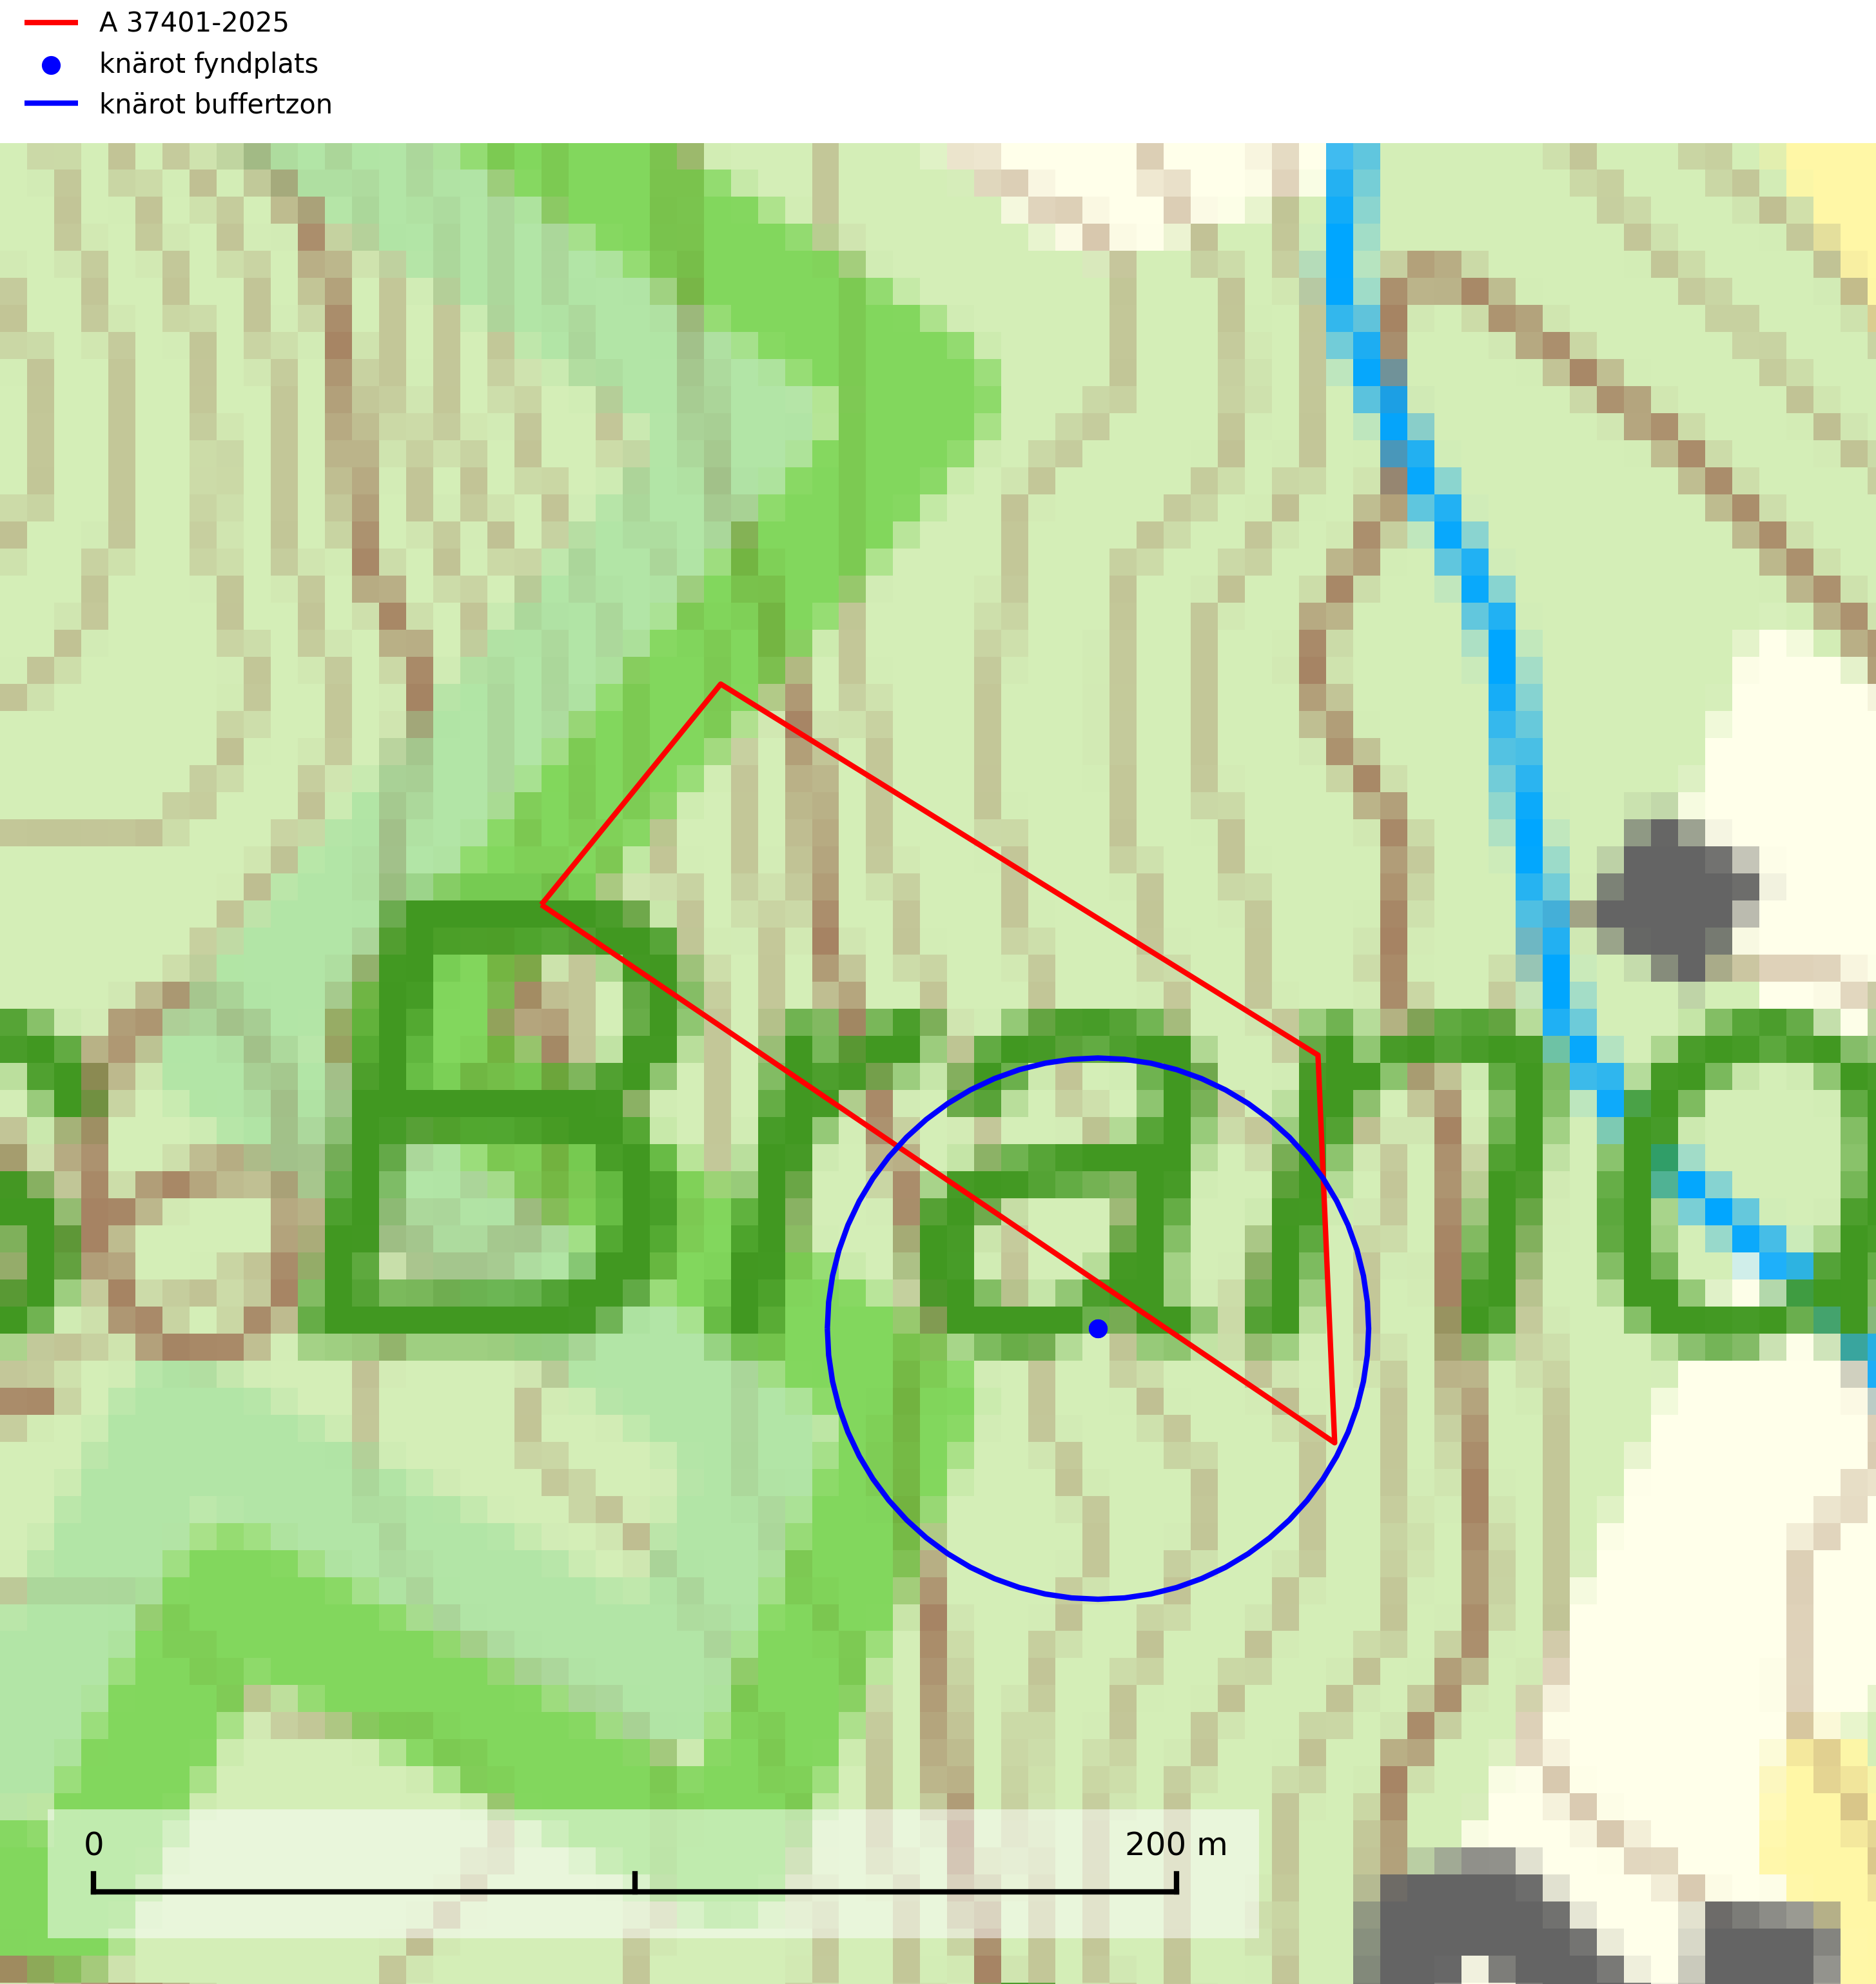 A 37401-2025
knärot fyndplats
knärot buffertzon
0
200 m